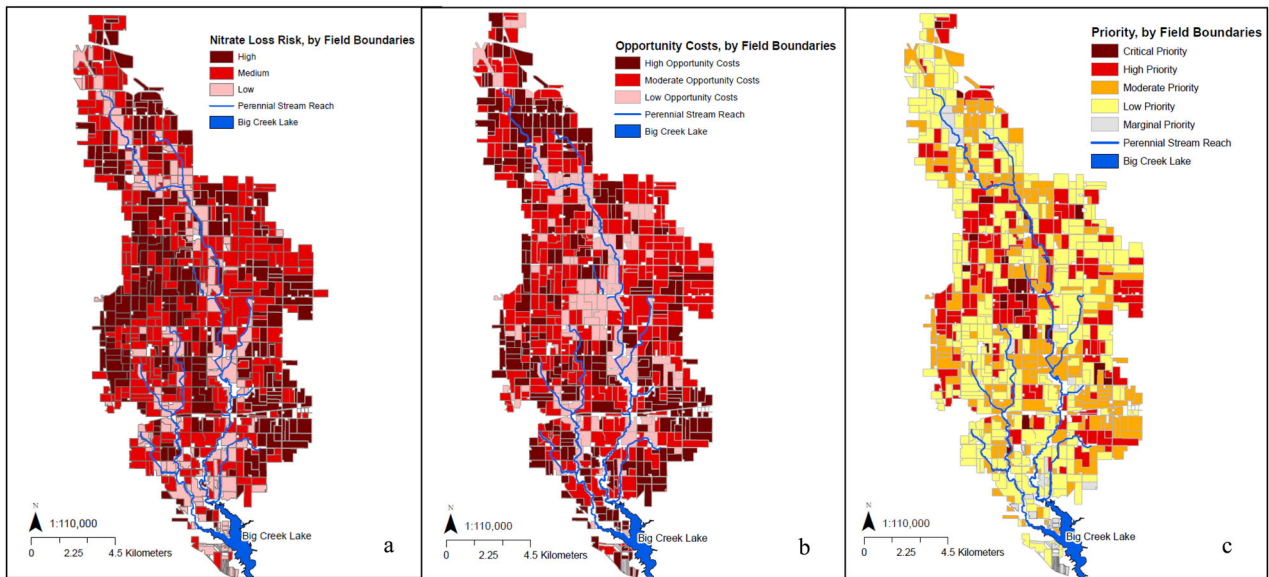 Nitrate Loss Risk, by Field Boundaries
High
Medium
Low
Perennial Stream Reach
Big Creek Lake
N
1:110,000
0 2.25 4.5 Kilometers
Big Creek Lake
a
Opportunity Costs, by Field Boundaries
High Opportunity Costs
Moderate Opportunity Costs
Low Opportunity Costs
Perennial Stream Reach
Big Creek Lake
N
1:110,000
0 2.25 4.5 Kilometers
Big Creek Lake
b
Priority, by Field Boundaries
Critical Priority
High Priority
Moderate Priority
Low Priority
Marginal Priority
Perennial Stream Reach
Big Creek Lake
N
1:110,000
0 2.25 4.5 Kilometers
Big Creek Lake
c